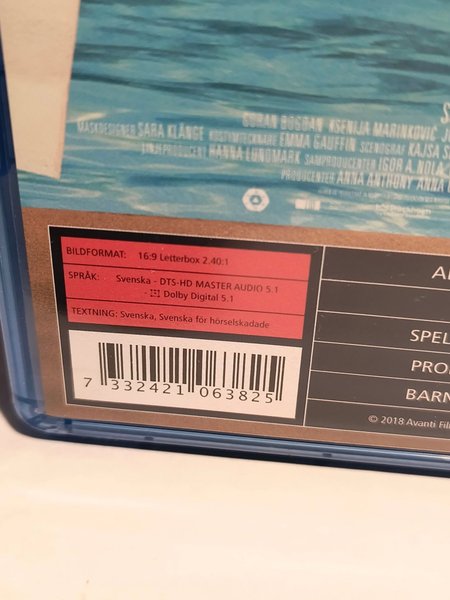 GORAN BOGDAN KSENIJA MARINKOVIĆ
MASKDESIGNER SARA KLÄNGE KOSTYMTECKNARE EMMA GAUFFIN SCENOGRAF KAJSA
LINJEPRODUCENT HANNA LUNDMARK SAMPRODUCENTER IGOR A. NOLA
PRODUCENTER ANNA ANTHONY ANNA
BILDFORMAT: 16:9 Letterbox 2.40:1
SPRÅK: Svenska - DTS-HD MASTER AUDIO 5.1
- Dolby Digital 5.1
TEXTNING: Svenska, Svenska för hörselskadade
7 332421 063825
SPEL
PRO
BARN
© 2018 Avanti Fil